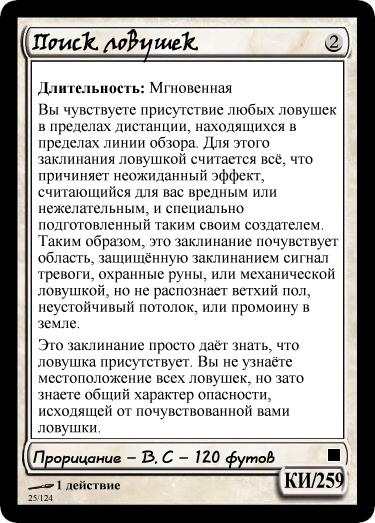 Поиск ловушек
2
Длительность: Мгновенная
Вы чувствуете присутствие любых ловушек
в пределах дистанции, находящихся в
пределах линии обзора. Для этого
заклинания ловушкой считается всё, что
причиняет неожиданный эффект,
считающийся для вас вредным или
нежелательным, и специально
подготовленный таким своим создателем.
Таким образом, это заклинание почувствует
область, защищённую заклинанием сигнал
тревоги, охранные руны, или механической
ловушкой, но не распознает ветхий пол,
неустойчивый потолок, или промоину в
земле.
Это заклинание просто даёт знать, что
ловушка присутствует. Вы не узнаёте
местоположение всех ловушек, но зато
знаете общий характер опасности,
исходящей от почувствованной вами
ловушки.
Прорицание – В, С – 120 футов
1 действие
КИ/259
25/124